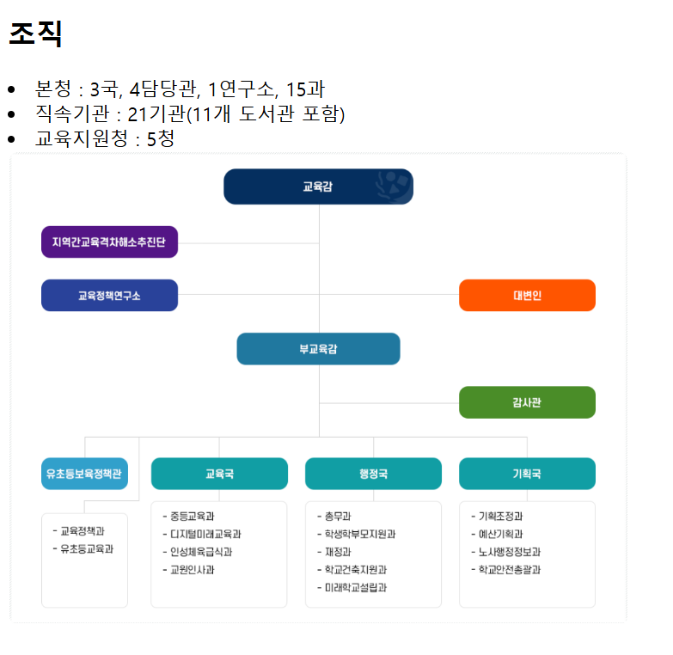 조직
본청 : 3국, 4담당관, 1연구소, 15과
직속기관 : 21기관(11개 도서관 포함)
교육지원청 : 5청
교육감
지역간교육격차해소추진단
교육정책연구소
대변인
부교육감
감사관
유초등보육정책관
교육국
행정국
기획국
- 교육정책과
- 유초등교육과
- 중등교육과
- 디지털미래교육과
- 인성체육급식과
- 교원인사과
- 총무과
- 학생학부모지원과
- 재정과
- 학교건축지원과
- 미래학교설립과
- 기획조정과
- 예산기획과
- 노사행정정보과
- 학교안전총괄과